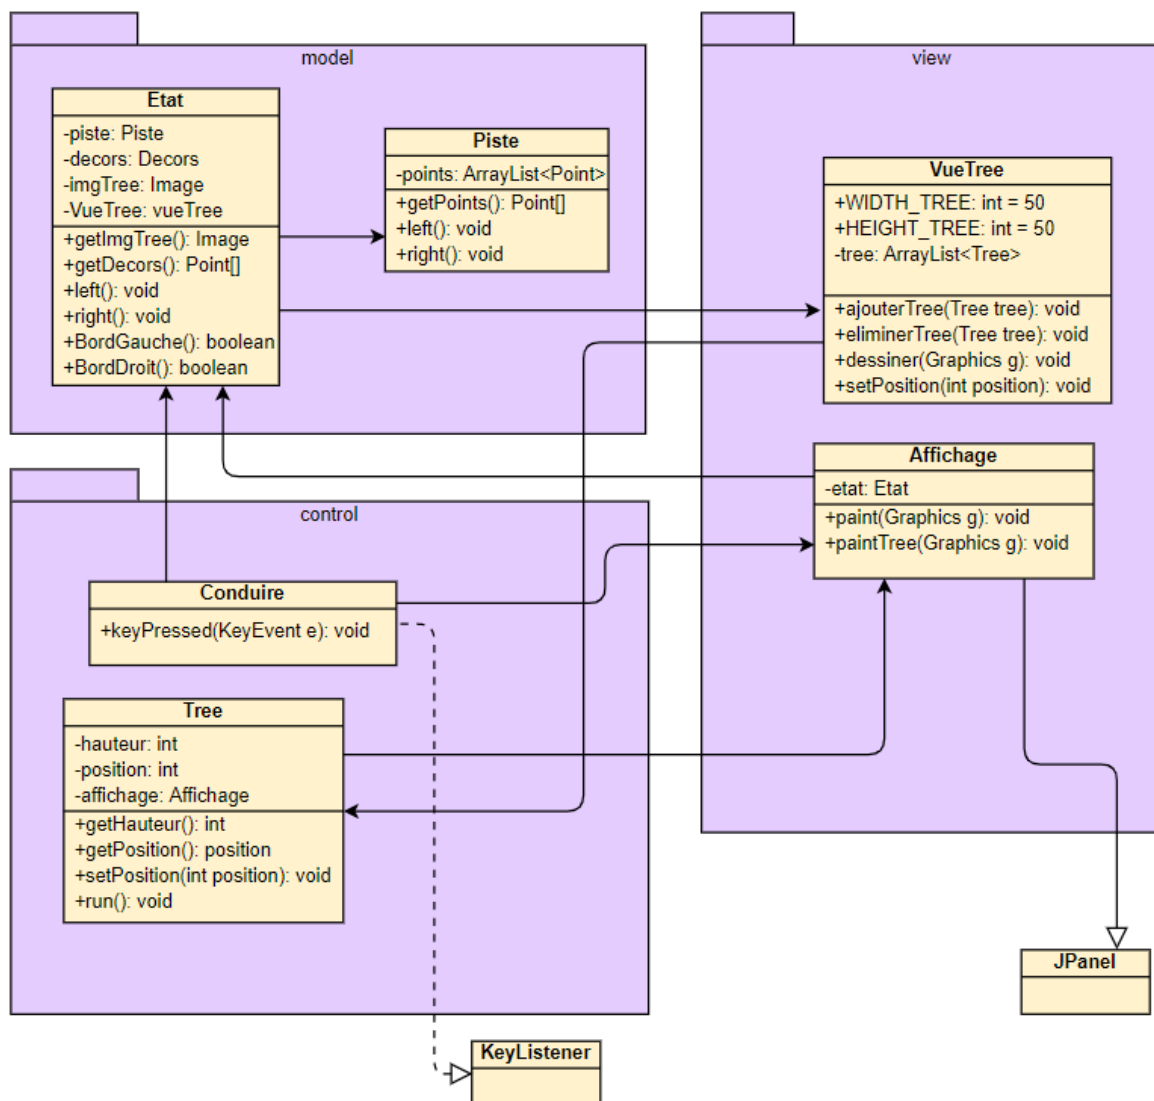 model
Etat
-piste: Piste
-decors: Decors
-imgTree: Image
-VueTree: vueTree
+getImgTree(): Image
+getDecors(): Point[]
+left(): void
+right(): void
+BordGauche(): boolean
+BordDroit(): boolean
Piste
-points: ArrayList<Point>
+getPoints(): Point[]
+left(): void
+right(): void
view
VueTree
+WIDTH_TREE: int = 50
+HEIGHT_TREE: int = 50
-tree: ArrayList<Tree>
+ajouterTree(Tree tree): void
+eliminerTree(Tree tree): void
+dessiner(Graphics g): void
+setPosition(int position): void
Affichage
-etat: Etat
+paint(Graphics g): void
+paintTree(Graphics g): void
control
Conduire
+keyPressed(KeyEvent e): void
Tree
-hauteur: int
-position: int
-affichage: Affichage
+getHauteur(): int
+getPosition(): position
+setPosition(int position): void
+run(): void
JPanel
KeyListener